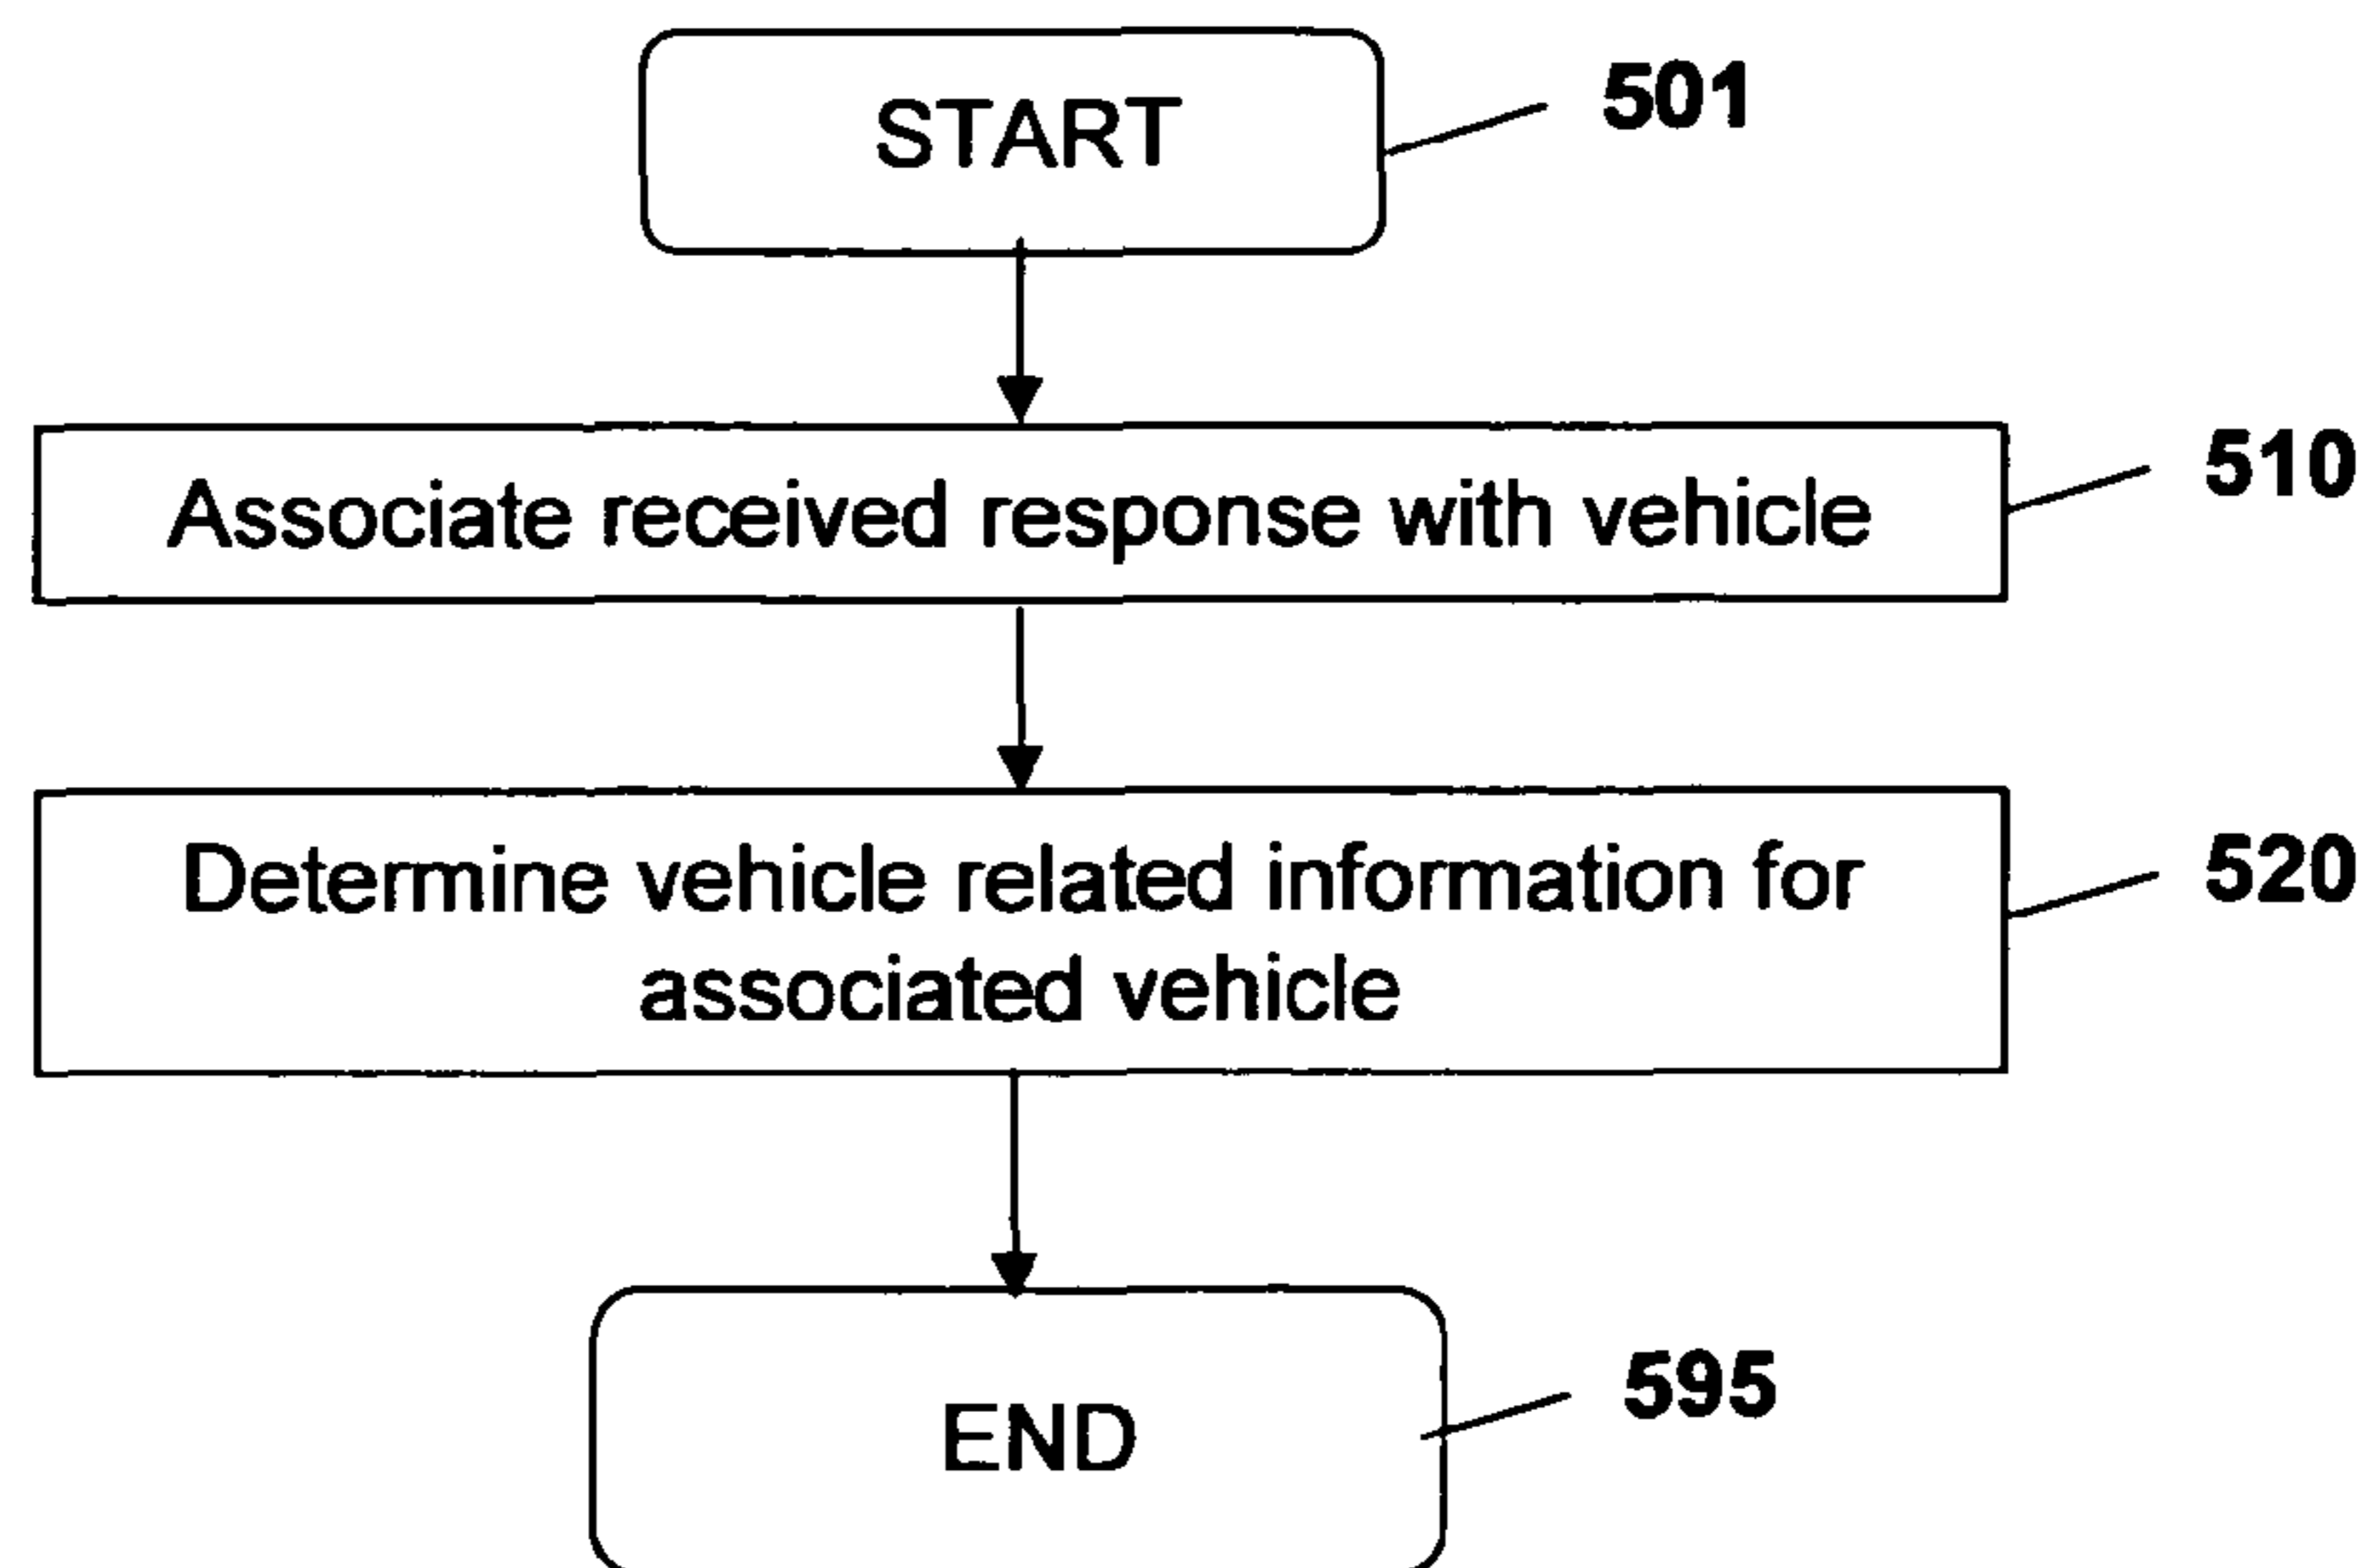 START
501
Associate received response with vehicle
510
Determine vehicle related information for
associated vehicle
520
END
595